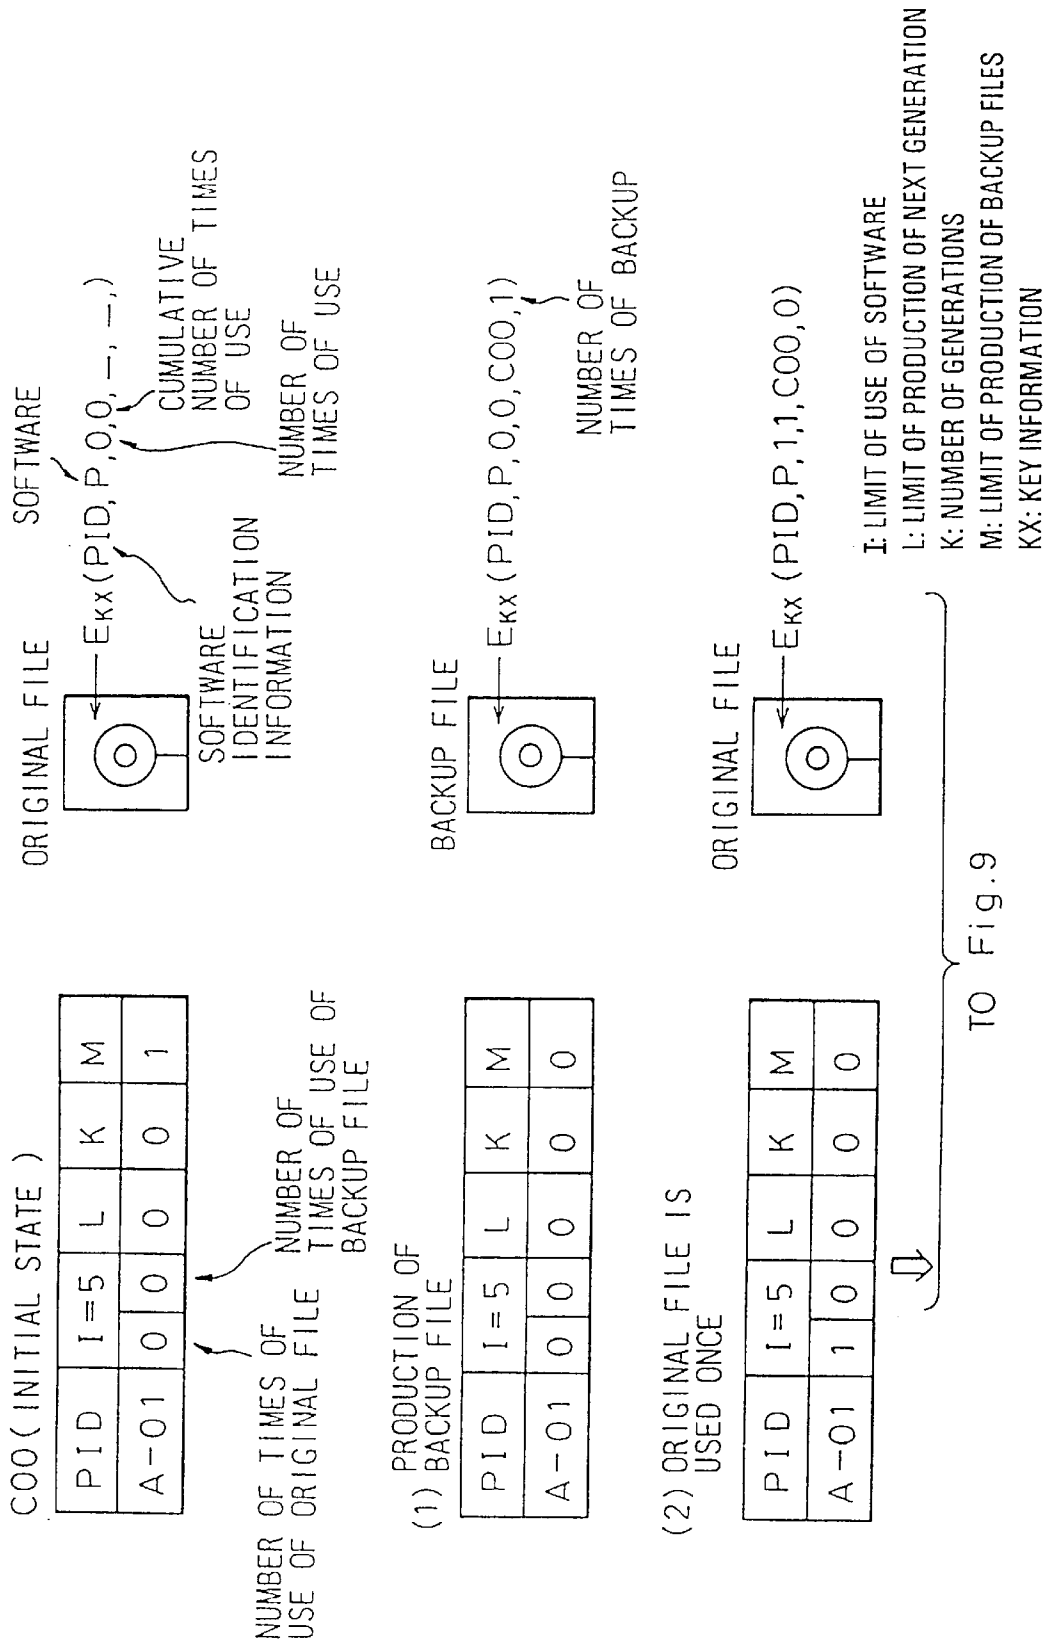 COO (INITIAL STATE)
PID I=5 L K M
A-01 0 0 0 0 1
NUMBER OF TIMES OF
USE OF ORIGINAL FILE
NUMBER OF
TIMES OF USE OF
BACKUP FILE
ORIGINAL FILE
SOFTWARE
EKX(PID,P,0,0,—,—,)
SOFTWARE
IDENTIFICATION
INFORMATION
CUMULATIVE
NUMBER OF TIMES
OF USE
NUMBER OF
TIMES OF USE
(1) PRODUCTION OF
BACKUP FILE
PID I=5 L K M
A-01 0 0 0 0 0
BACKUP FILE
EKX(PID,P,0,0,COO,1)
NUMBER OF
TIMES OF BACKUP
(2) ORIGINAL FILE IS
USED ONCE
PID I=5 L K M
A-01 1 0 0 0 0
ORIGINAL FILE
EKX(PID,P,1,1,COO,0)
TO Fig.9
I: LIMIT OF USE OF SOFTWARE
L: LIMIT OF PRODUCTION OF NEXT GENERATION
K: NUMBER OF GENERATIONS
M: LIMIT OF PRODUCTION OF BACKUP FILES
KX: KEY INFORMATION